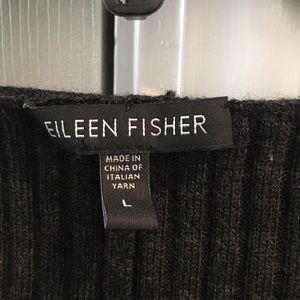 EILEEN FISHER
MADE IN
CHINA OF
ITALIAN
YARN
L